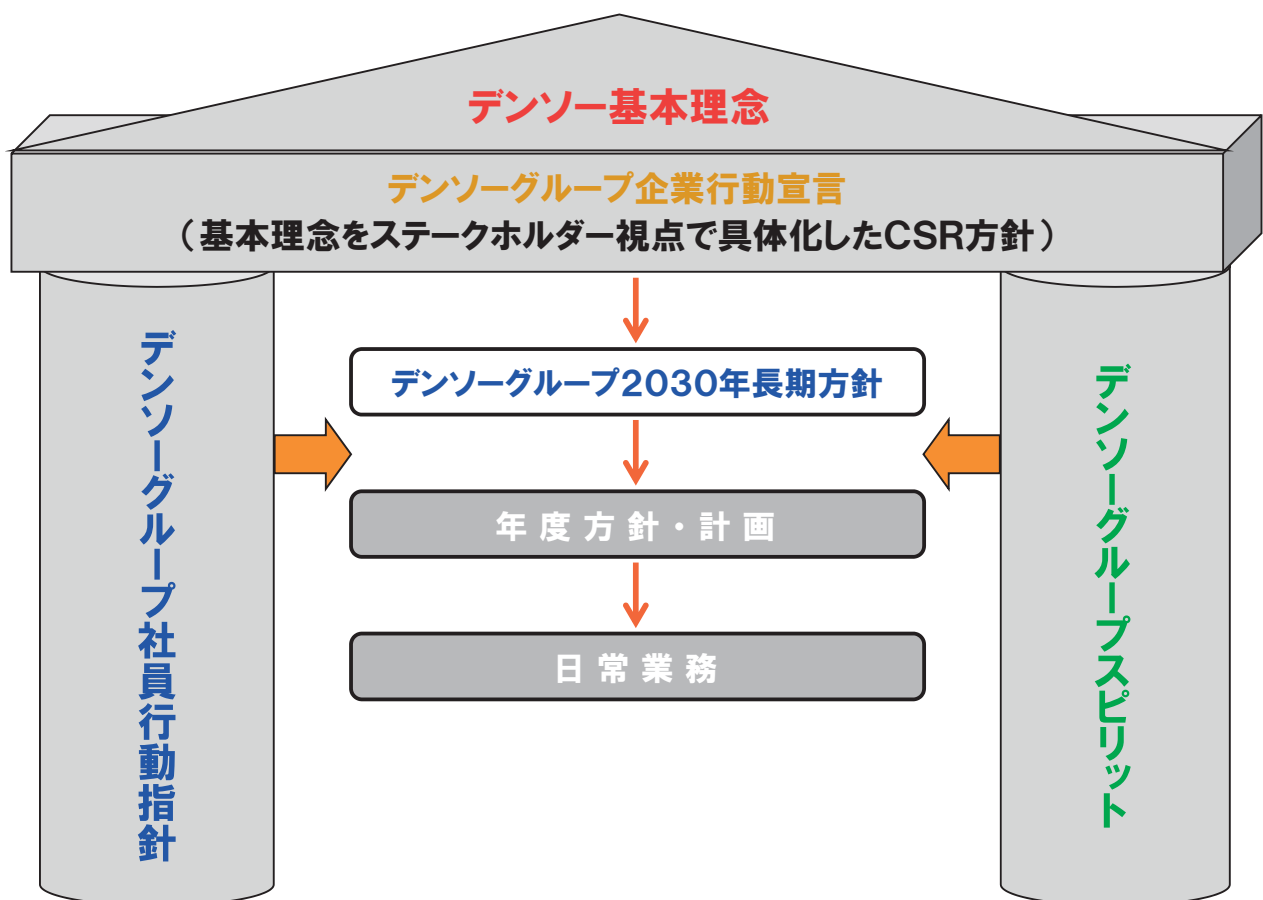 デンソー基本理念
デンソーグループ企業行動宣言
（基本理念をステークホルダー視点で具体化したCSR方針）
デンソーグループ社員行動指針
デンソーグループ2030年長期方針
年度方針・計画
日常業務
デンソーグループスピリット